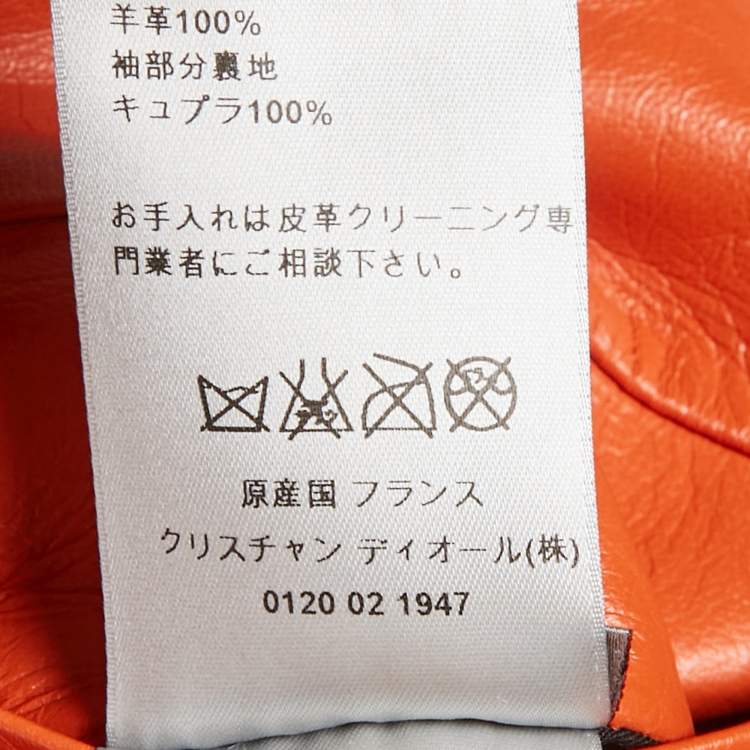 羊革100%
袖部分裏地
キュプラ100%
お手入れは皮革クリーニング専
門業者にご相談下さい。
原産国 フランス
クリスチャン ディオール(株)
0120 02 1947